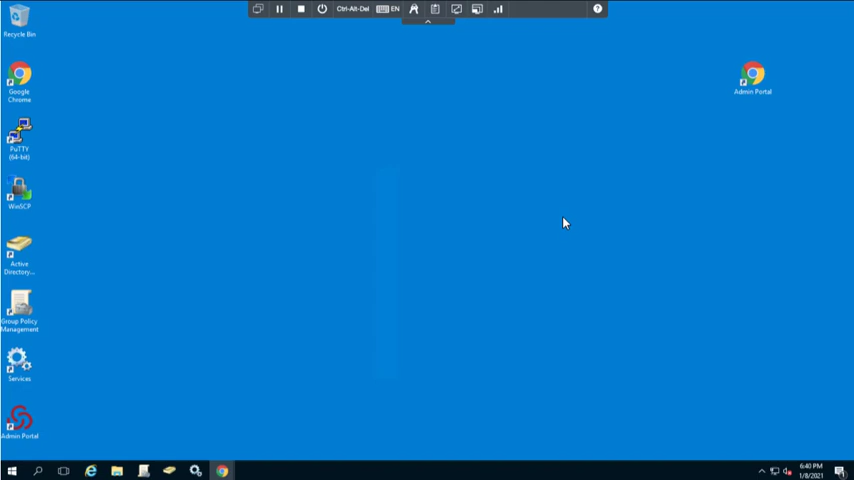 Ctrl-Alt-Del
EN
?
Recycle Bin
Google
Chrome
PuTTY
(64-bit)
WinSCP
Active
Directory...
Group Policy
Management
Services
Admin Portal
Admin Portal
6:40 PM
1/8/2021
1